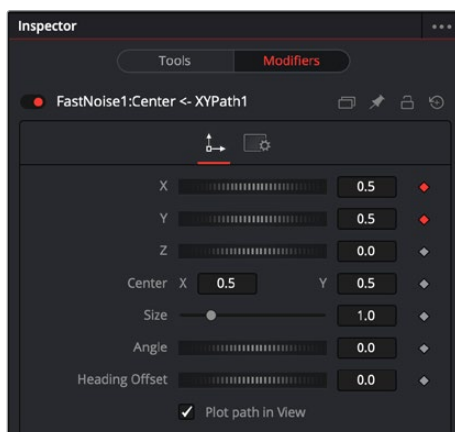 Inspector
Tools Modifiers
FastNoise1:Center <- XYPath1
X 0.5
Y 0.5
Z 0.0
Center X 0.5 Y 0.5
Size 1.0
Angle 0.0
Heading Offset 0.0
Plot path in View